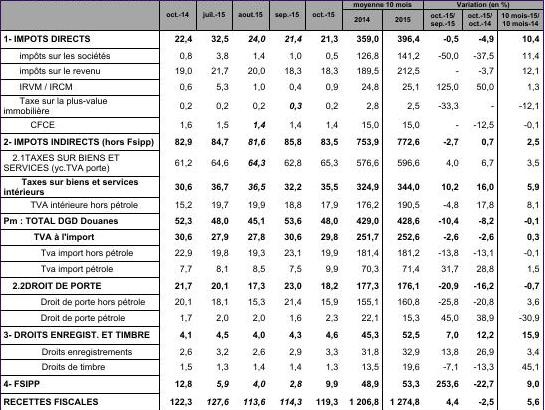 moyenne 10 mois Variation (en %)
oct.-14 juil.-15 aout.15 sep.-15 oct.-15 2014 2015 oct.-15/ sep.-15 oct.-15/ oct.-14 10 mois-15/ 10 mois-14
1- IMPOTS DIRECTS 22,4 32,5 24,0 21,4 21,3 359,0 396,4 -0,5 -4,9 10,4
impôts sur les sociétés 0,8 3,8 1,4 1,0 0,5 126,8 141,2 -50,0 -37,5 11,4
impôts sur le revenu 19,0 21,7 20,0 18,3 18,3 189,5 212,5 - -3,7 12,1
IRVM / IRCM 0,6 5,3 1,0 0,4 0,9 24,8 25,1 125,0 50,0 1,3
Taxe sur la plus-value
immobilière 0,2 0,2 0,2 0,3 0,2 2,8 2,5 -33,3 - -12,1
CFCE 1,6 1,5 1,4 1,4 1,4 15,0 15,0 - -12,5 -0,1
2- IMPOTS INDIRECTS (hors Fsipp) 82,9 84,7 81,6 85,8 83,5 753,9 772,6 -2,7 0,7 2,5
2.1TAXES SUR BIENS ET
SERVICES (yc.TVA porte) 61,2 64,6 64,3 62,8 65,3 576,6 596,6 4,0 6,7 3,5
Taxes sur biens et services
intérieurs 30,6 36,7 36,5 32,2 35,5 324,9 344,0 10,2 16,0 5,9
TVA intérieure hors pétrole 15,2 19,7 19,9 18,8 17,9 176,2 190,5 -4,8 17,8 8,1
Pm : TOTAL DGD Douanes 52,3 48,0 45,1 53,6 48,0 429,0 428,6 -10,4 -8,2 -0,1
TVA à l'import 30,6 27,9 27,8 30,6 29,8 251,7 252,6 -2,6 -2,6 0,3
Tva import hors pétrole 22,9 19,8 19,3 23,1 19,9 181,4 181,2 -13,8 -13,1 -0,1
Tva import pétrole 7,7 8,1 8,5 7,5 9,9 70,3 71,4 31,7 28,8 1,5
2.2DROIT DE PORTE 21,7 20,1 17,3 23,0 18,2 177,3 176,1 -20,9 -16,2 -0,7
Droit de porte hors pétrole 20,1 18,1 15,3 21,4 15,9 155,1 160,8 -25,6 -20,8 3,6
Droit de porte pétrole 1,7 2,0 2,0 1,6 2,3 22,1 15,3 45,0 38,9 -30,9
3- DROITS ENREGIST. ET TIMBRE 4,1 4,5 4,0 4,3 4,6 45,3 52,5 7,0 12,2 15,9
Droits enregistrements 2,6 3,2 2,6 2,9 3,3 31,8 32,9 13,8 26,9 3,4
Droits de timbre 1,5 1,3 1,4 1,4 1,3 13,5 19,6 -7,1 -13,3 45,1
4- FSIPP 12,8 5,9 4,0 2,8 9,9 48,9 53,3 253,6 -22,7 9,0
RECETTES FISCALES 122,3 127,6 113,6 114,3 119,3 1 206,8 1 274,8 4,4 -2,5 5,6